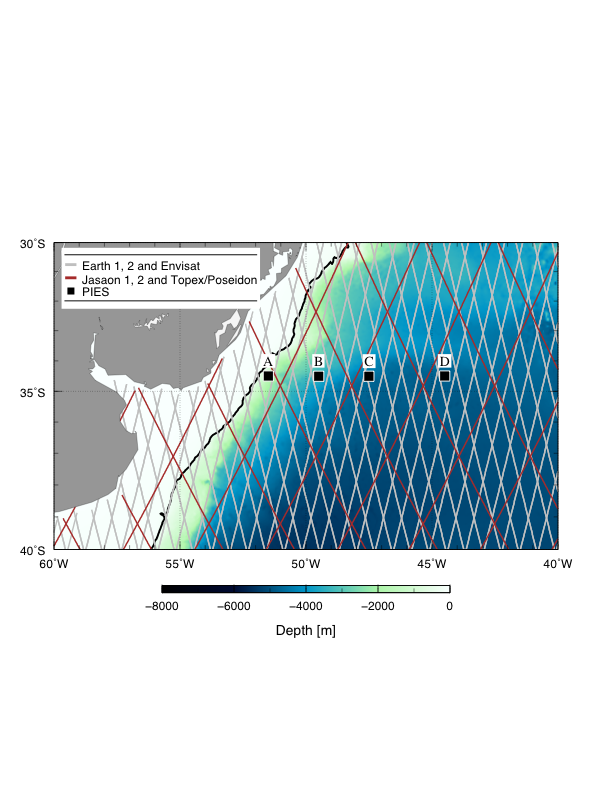 30°S
Earth 1, 2 and Envisat
Jasaon 1, 2 and Topex/Poseidon
PIES
A B C D
35°S
40°S
60°W 55°W 50°W 45°W 40°W
−8000 −6000 −4000 −2000 0
Depth [m]